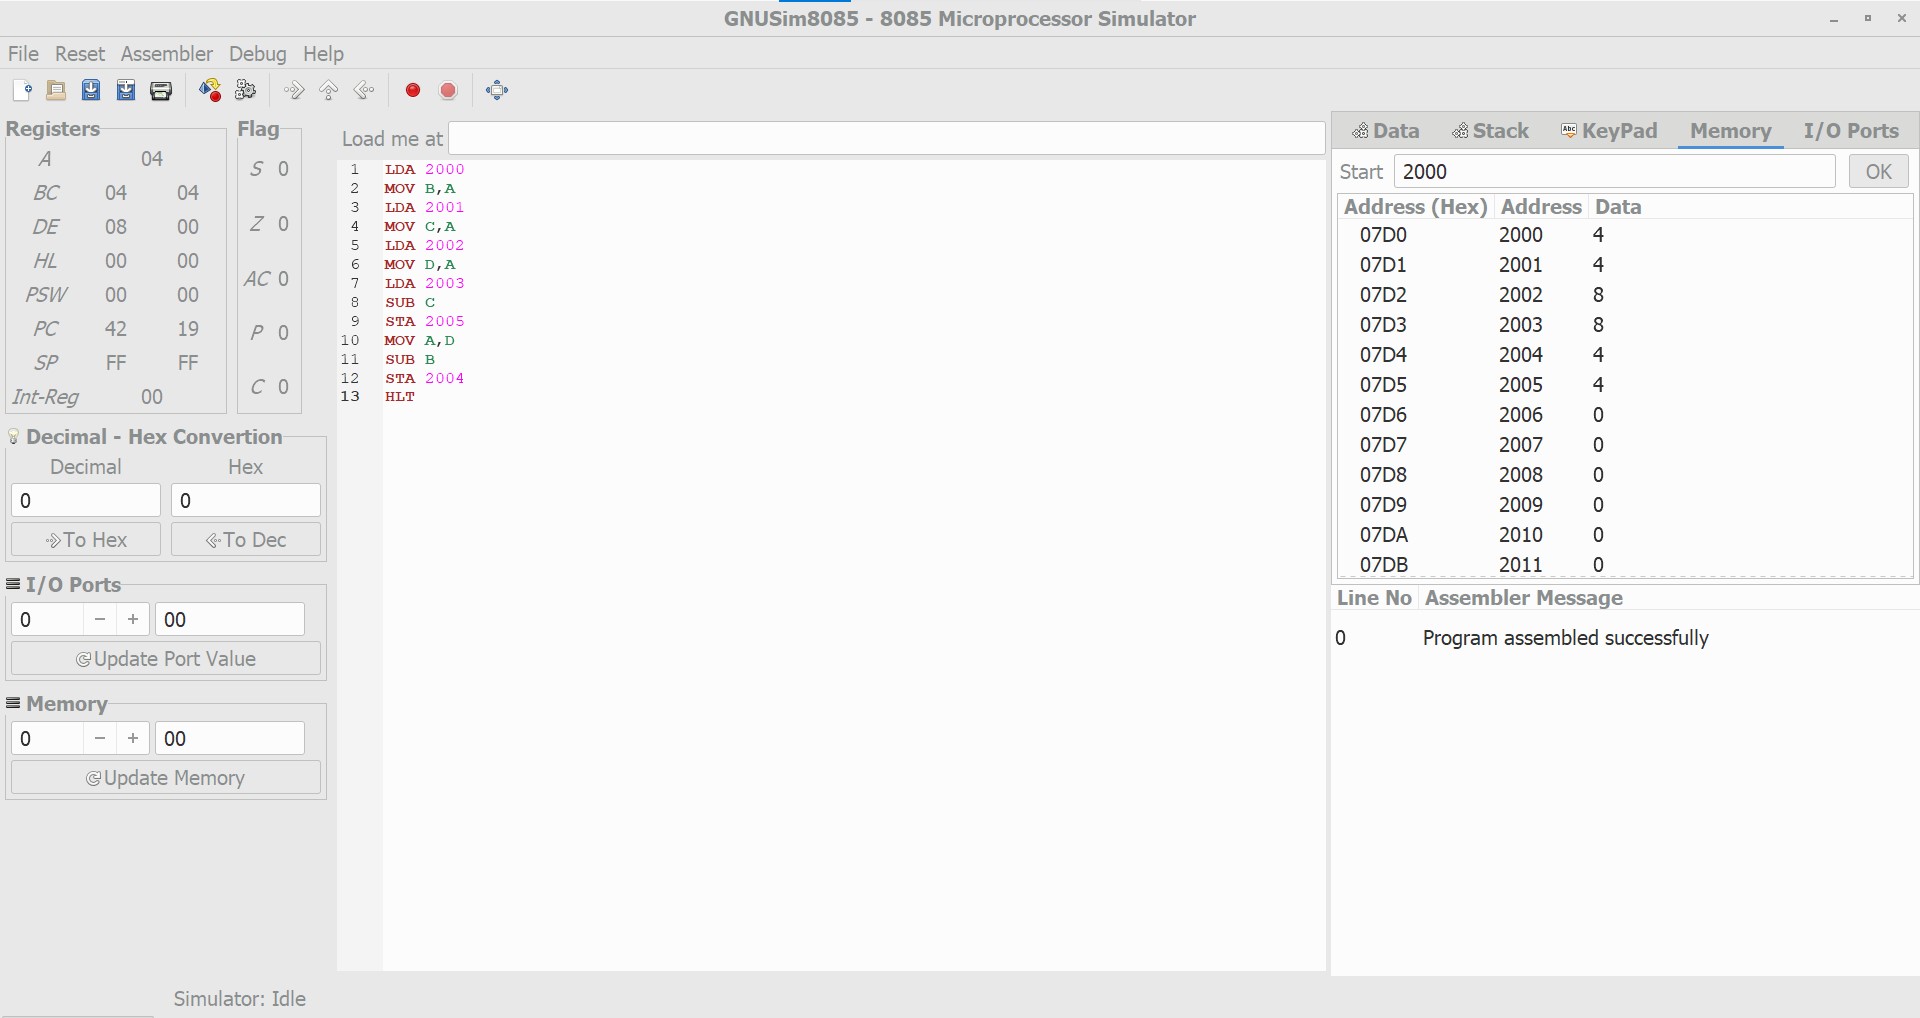 GNUSim8085 - 8085 Microprocessor Simulator
File Reset Assembler Debug Help
Registers
A 04
BC 04 04
DE 08 00
HL 00 00
PSW 00 00
PC 42 19
SP FF FF
Int-Reg 00
Flag
S 0
Z 0
AC 0
P 0
C 0
Decimal - Hex Convertion
Decimal Hex
0 0
To Hex To Dec
I/O Ports
0 − + 00
Update Port Value
Memory
0 − + 00
Update Memory
Load me at
1 LDA 2000
2 MOV B,A
3 LDA 2001
4 MOV C,A
5 LDA 2002
6 MOV D,A
7 LDA 2003
8 SUB C
9 STA 2005
10 MOV A,D
11 SUB B
12 STA 2004
13 HLT
Data Stack Abc KeyPad Memory I/O Ports
Start 2000 OK
Address (Hex) Address Data
07D0 2000 4
07D1 2001 4
07D2 2002 8
07D3 2003 8
07D4 2004 4
07D5 2005 4
07D6 2006 0
07D7 2007 0
07D8 2008 0
07D9 2009 0
07DA 2010 0
07DB 2011 0
Line No Assembler Message
0 Program assembled successfully
Simulator: Idle